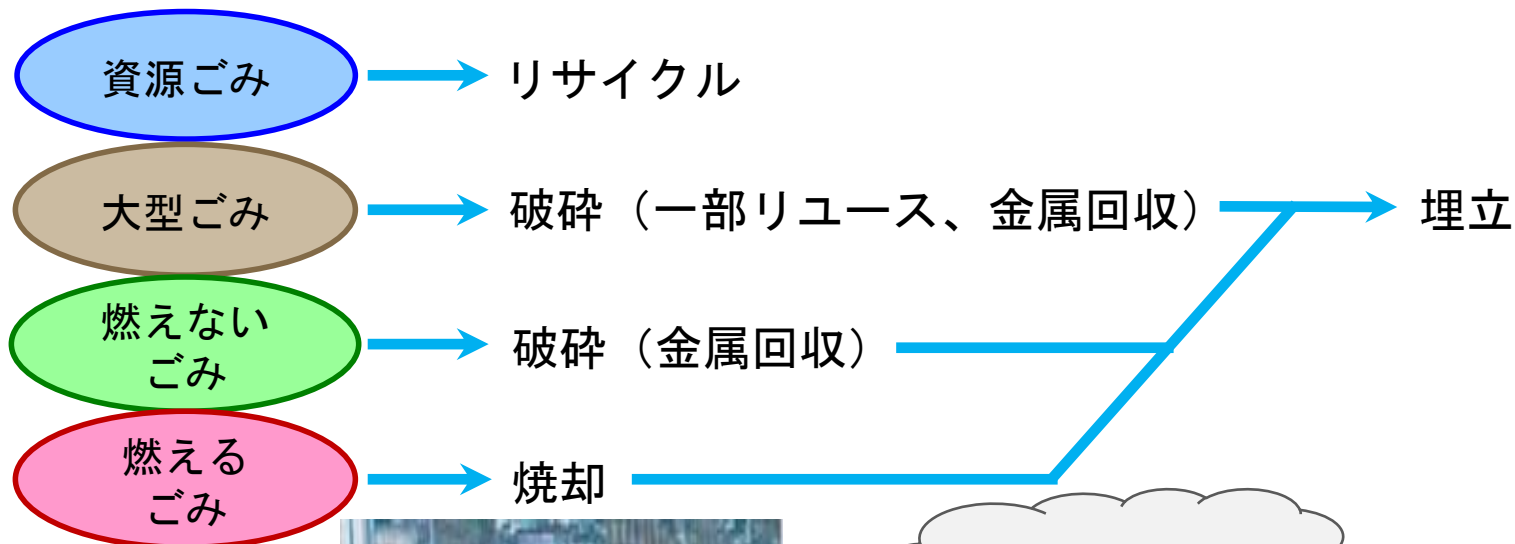 資源ごみ
リサイクル
大型ごみ
破砕（一部リユース、金属回収）
埋立
燃えない
ごみ
破砕（金属回収）
燃える
ごみ
焼却